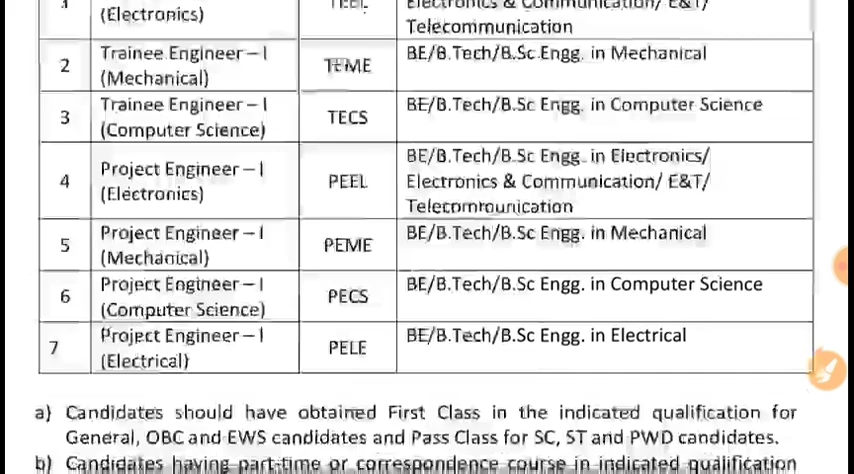 1
(Electronics)
TEEL
Electronics & Communication/ E&T/
Telecommunication
2
Trainee Engineer – I
(Mechanical)
TEME
BE/B.Tech/B.Sc Engg. in Mechanical
3
Trainee Engineer – I
(Computer Science)
TECS
BE/B.Tech/B.Sc Engg. in Computer Science
4
Project Engineer – I
(Electronics)
PEEL
BE/B.Tech/B.Sc Engg. in Electronics/
Electronics & Communication/ E&T/
Telecommunication
5
Project Engineer – I
(Mechanical)
PEME
BE/B.Tech/B.Sc Engg. in Mechanical
6
Project Engineer – I
(Computer Science)
PECS
BE/B.Tech/B.Sc Engg. in Computer Science
7
Project Engineer – I
(Electrical)
PELE
BE/B.Tech/B.Sc Engg. in Electrical
a) Candidates should have obtained First Class in the indicated qualification for
General, OBC and EWS candidates and Pass Class for SC, ST and PWD candidates.
b) Candidates having part-time or correspondence course in indicated qualification